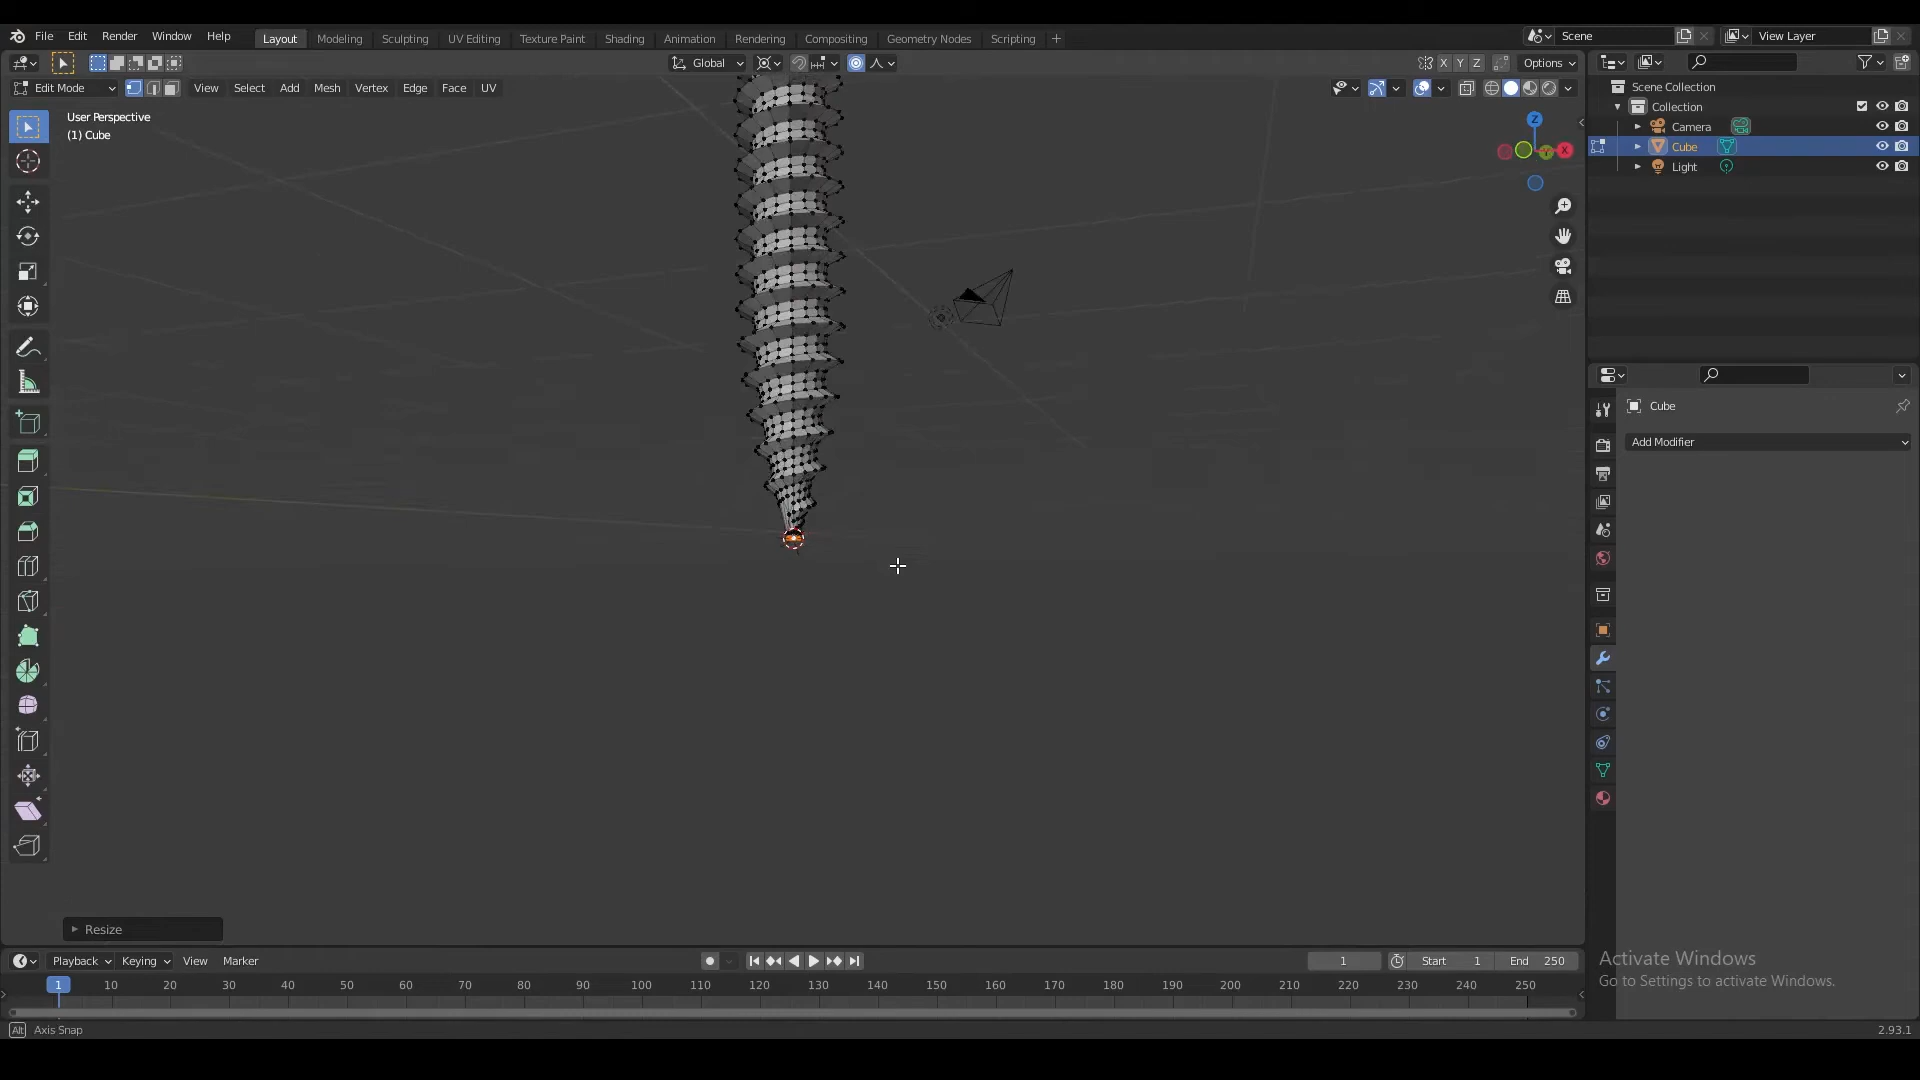 File Edit Render Window Help Layout Modeling Sculpting UV Editing Texture Paint Shading Animation Rendering Compositing Geometry Nodes Scripting + Scene View Layer
Global X Y Z Options
Edit Mode View Select Add Mesh Vertex Edge Face UV
User Perspective
(1) Cube
Z
X
Scene Collection
Collection
Camera
Cube
Light
Cube
Add Modifier
Resize
Playback Keying View Marker 1 Start 1 End 250
1 10 20 30 40 50 60 70 80 90 100 110 120 130 140 150 160 170 180 190 200 210 220 230 240 250
Activate Windows
Go to Settings to activate Windows.
Alt Axis Snap 2.93.1